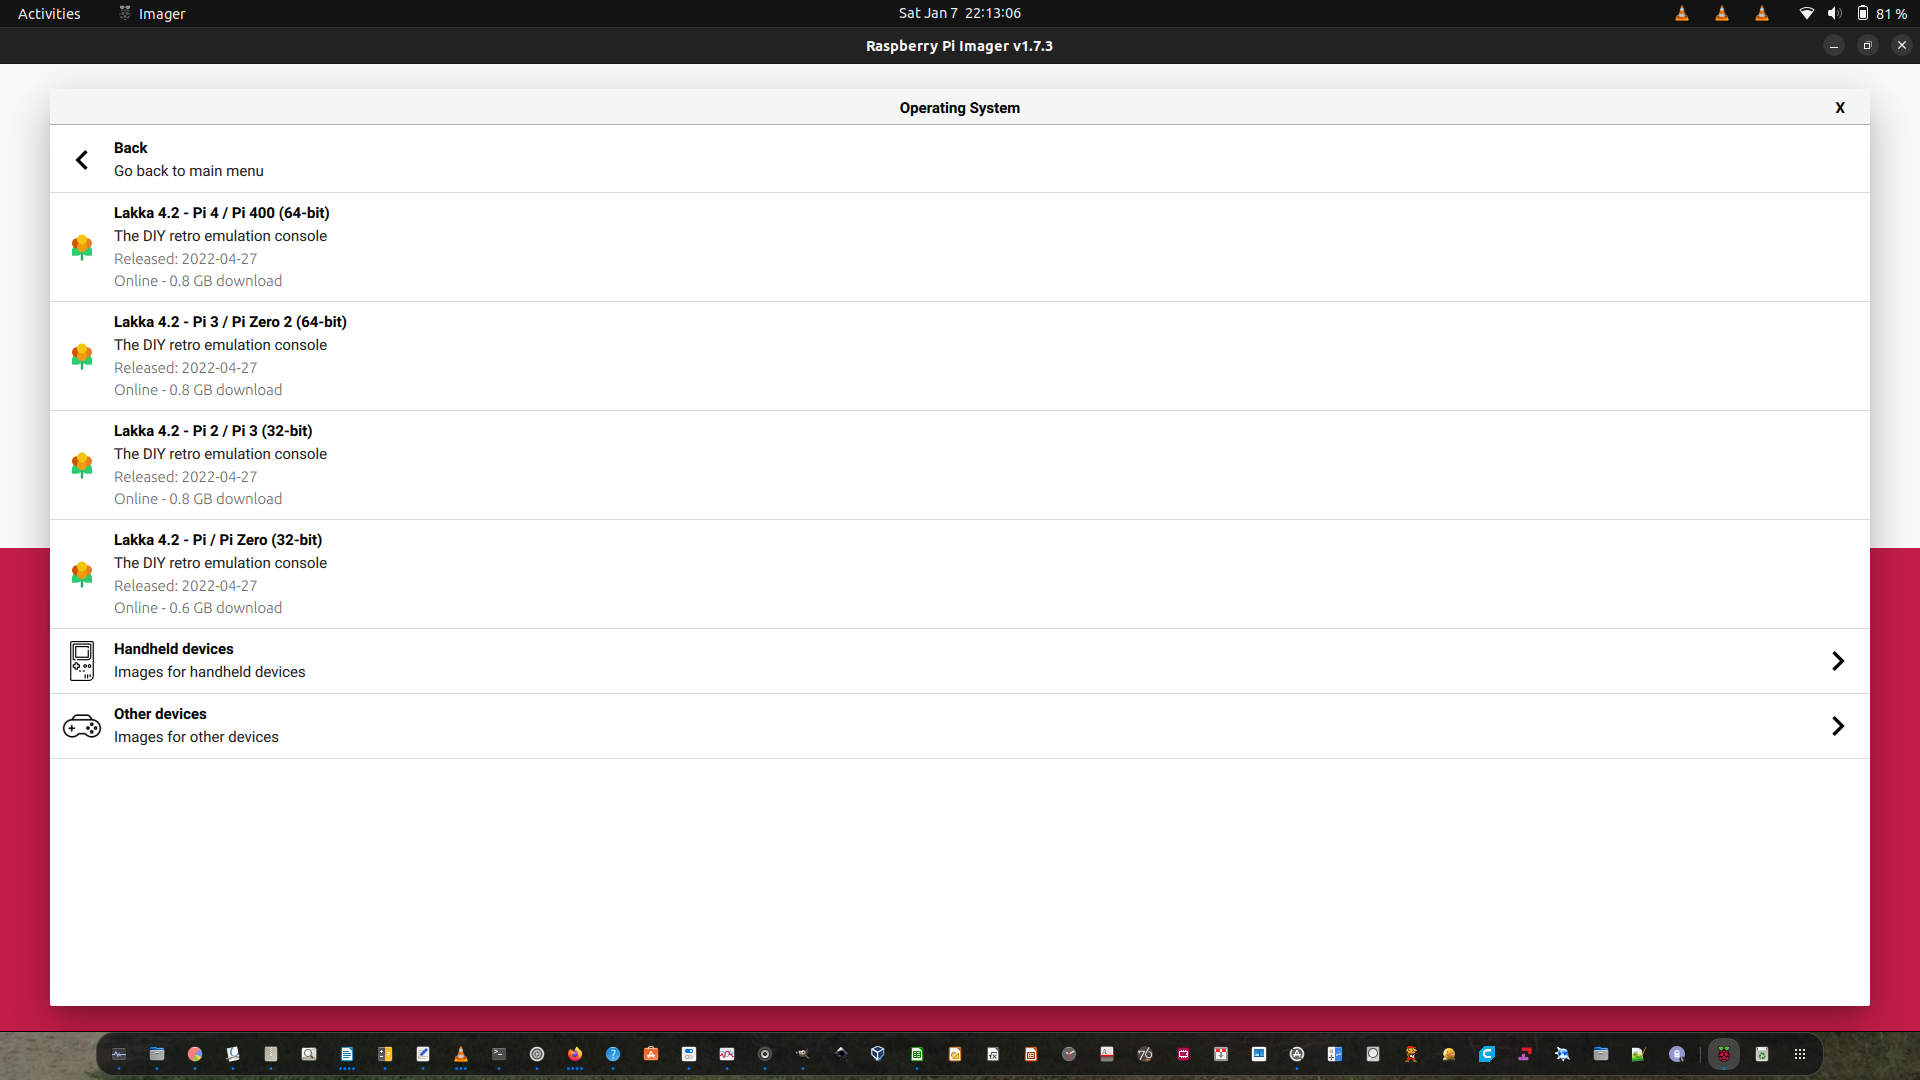 Activities
Imager
Sat Jan 7 22:13:06
81 %
Raspberry Pi Imager v1.7.3
Operating System
X
Back
Go back to main menu
Lakka 4.2 - Pi 4 / Pi 400 (64-bit)
The DIY retro emulation console
Released: 2022-04-27
Online - 0.8 GB download
Lakka 4.2 - Pi 3 / Pi Zero 2 (64-bit)
The DIY retro emulation console
Released: 2022-04-27
Online - 0.8 GB download
Lakka 4.2 - Pi 2 / Pi 3 (32-bit)
The DIY retro emulation console
Released: 2022-04-27
Online - 0.8 GB download
Lakka 4.2 - Pi / Pi Zero (32-bit)
The DIY retro emulation console
Released: 2022-04-27
Online - 0.6 GB download
Handheld devices
Images for handheld devices
Other devices
Images for other devices